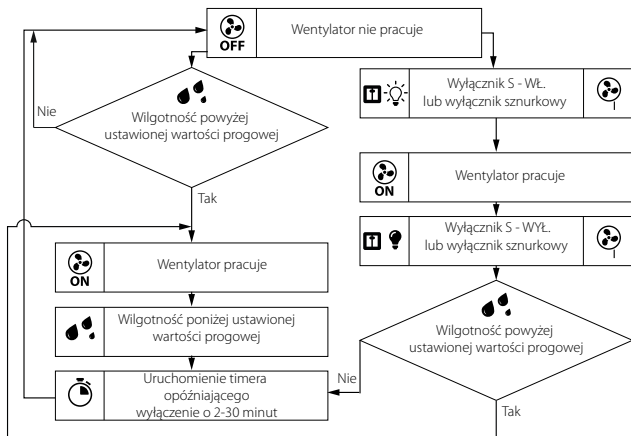 OFF
Wentylator nie pracuje
Nie
Wilgotność powyżej
ustawionej wartości progowej
Tak
ON
Wentylator pracuje
Wilgotność poniżej ustawionej
wartości progowej
Uruchomienie timera
opóźniającego
wyłączenie o 2-30 minut
Wyłącznik S - WŁ.
lub wyłącznik sznurkowy
ON
Wentylator pracuje
Wyłącznik S - WYŁ.
lub wyłącznik sznurkowy
Wilgotność powyżej
ustawionej wartości progowej
Nie
Tak